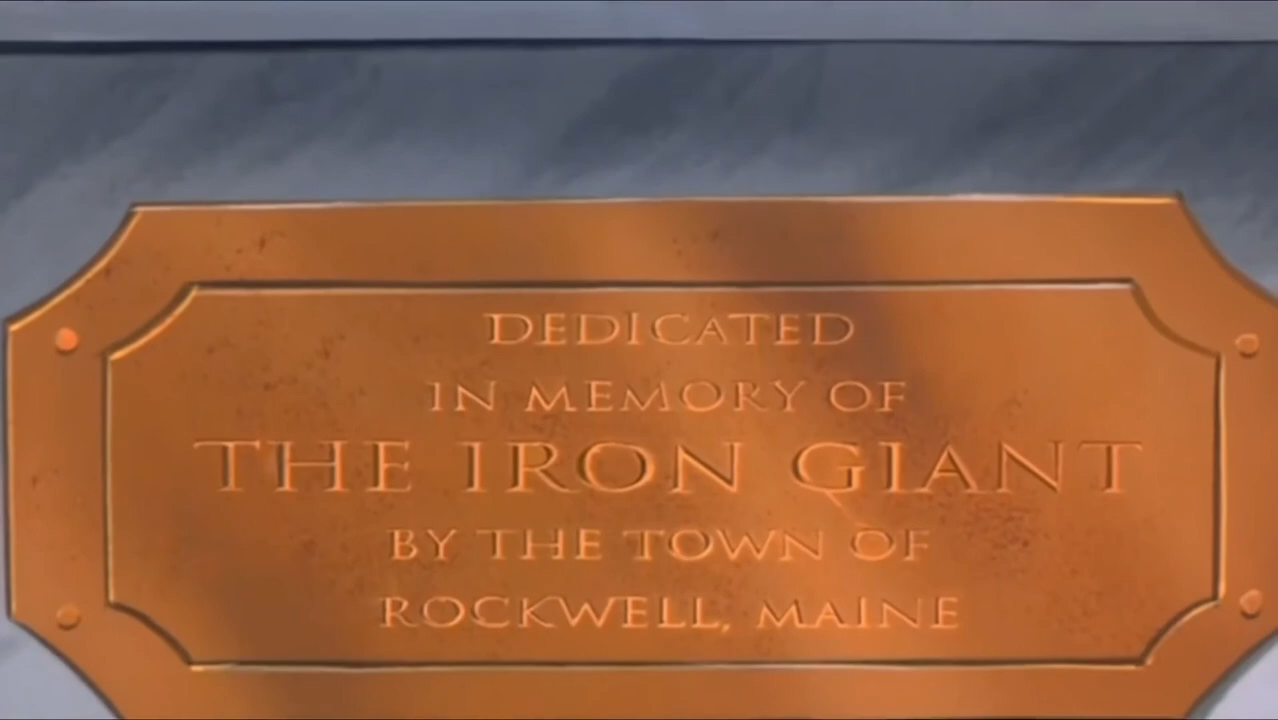 DEDICATED
IN MEMORY OF
THE IRON GIANT
BY THE TOWN OF
ROCKWELL, MAINE